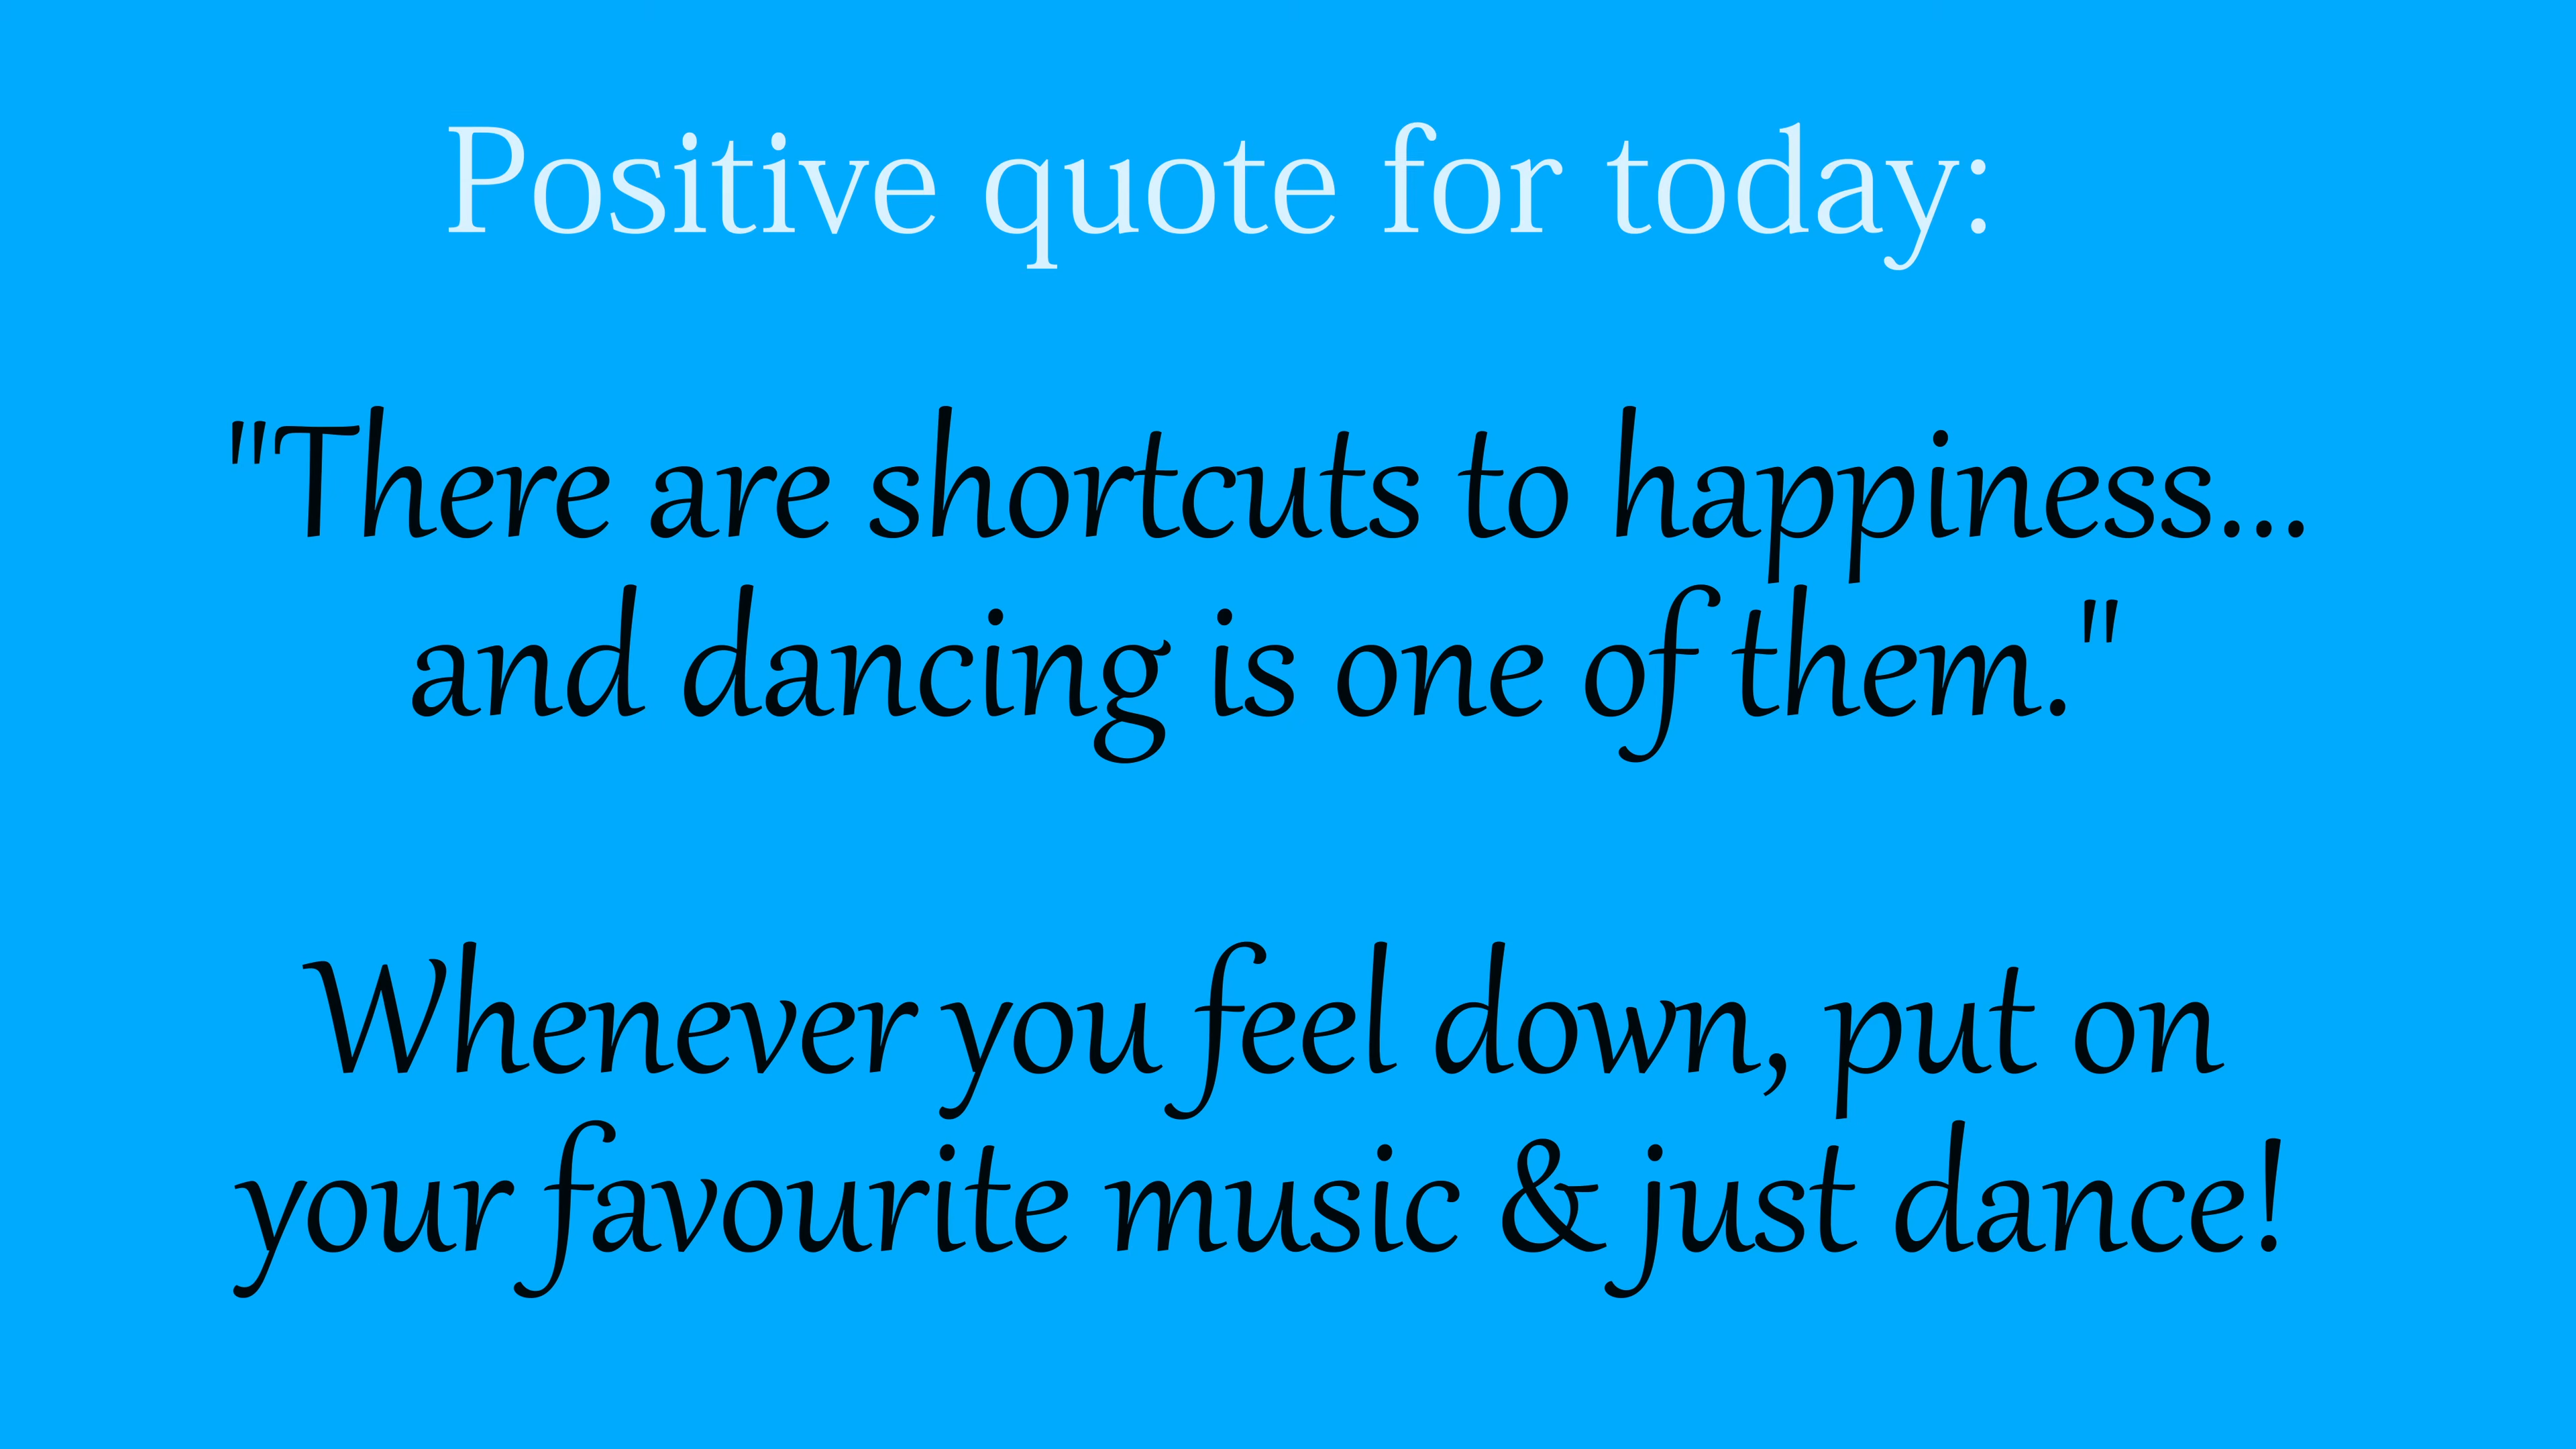 Positive quote for today:
"There are shortcuts to happiness...
and dancing is one of them."
Whenever you feel down, put on
your favourite music & just dance!